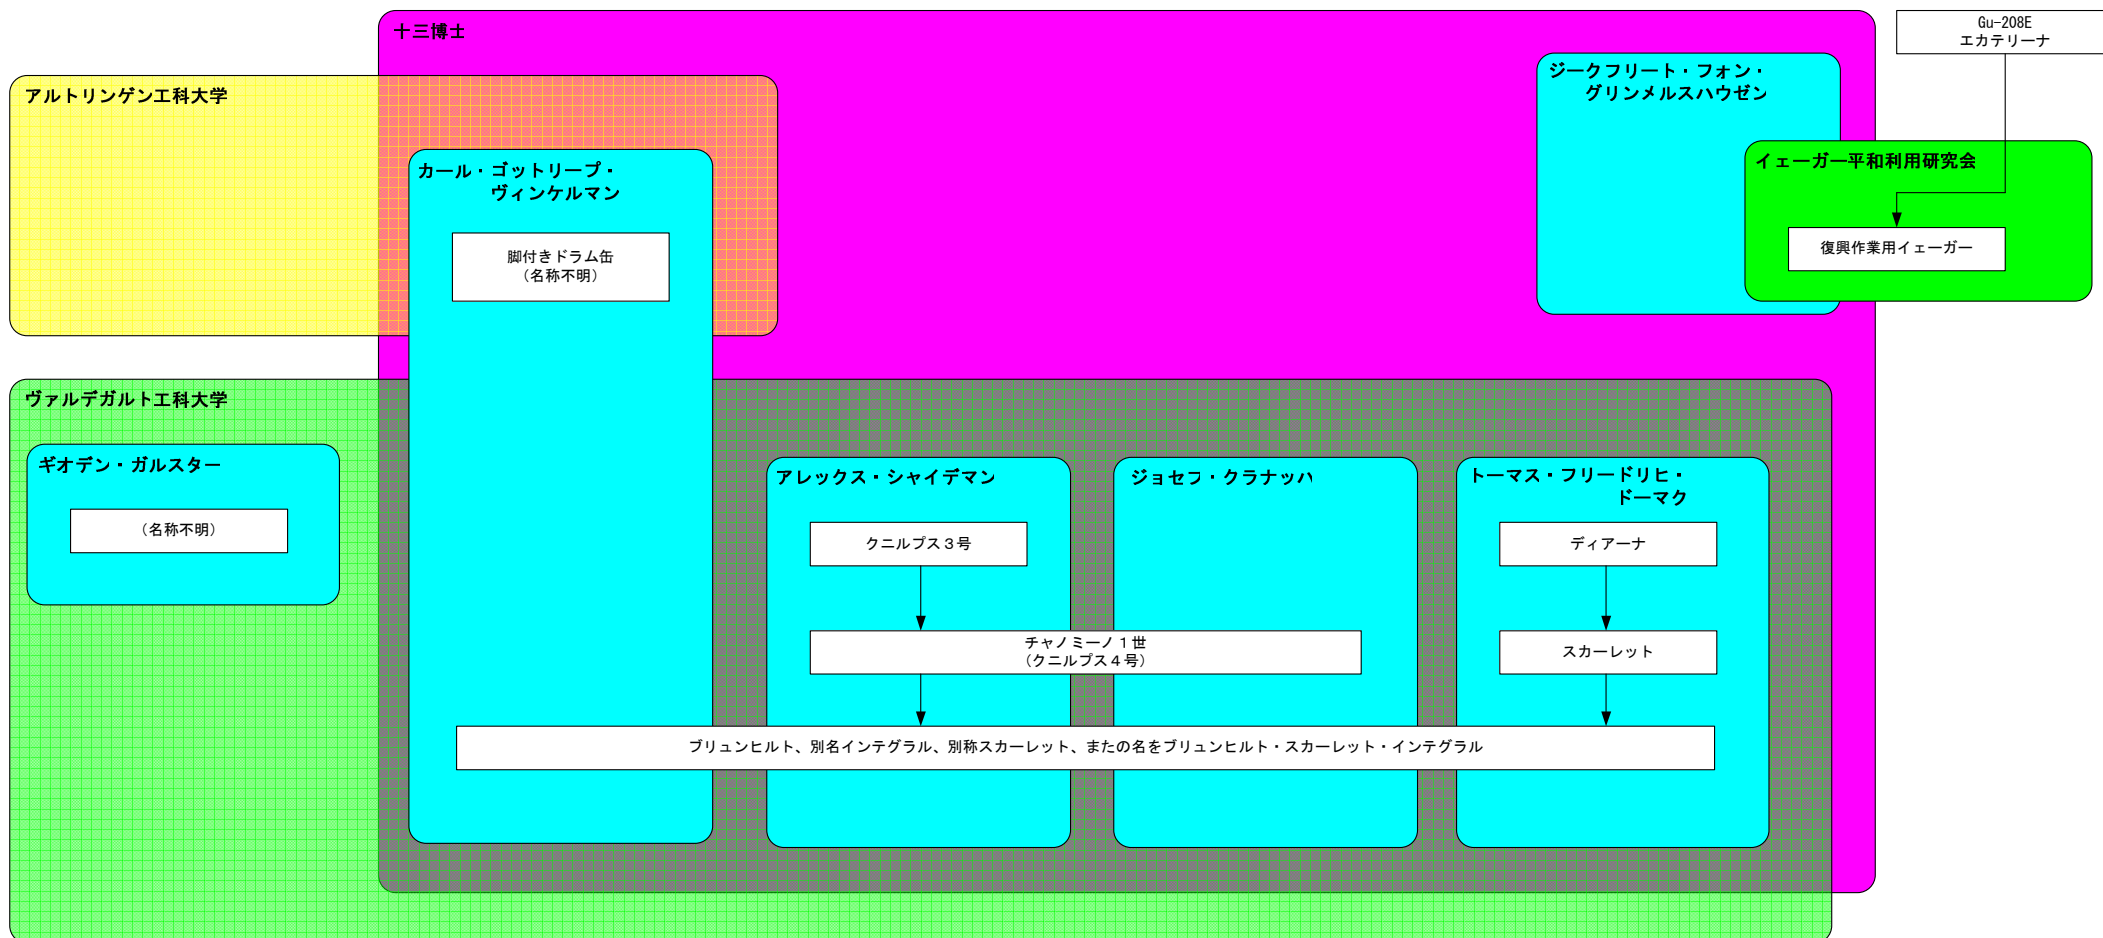 十三博士
Gu-208E
エカテリーナ
ジークフリート・フォン・
グリンメルスハウゼン
アルトリンゲン工科大学
カール・ゴットリープ・
ヴィンケルマン
イェーガー平和利用研究会
脚付きドラム缶
（名称不明）
復興作業用イェーガー
ヴァルデガルト工科大学
ギオデン・ガルスター
（名称不明）
アレックス・シャイデマン
ジョセフ・クラナッハ
トーマス・フリードリヒ・
ドーマク
クニルプス３号
ディアーナ
チャノミーノ１世
（クニルプス４号）
スカーレット
ブリュンヒルト、別名インテグラル、別称スカーレット、またの名をブリュンヒルト・スカーレット・インテグラル